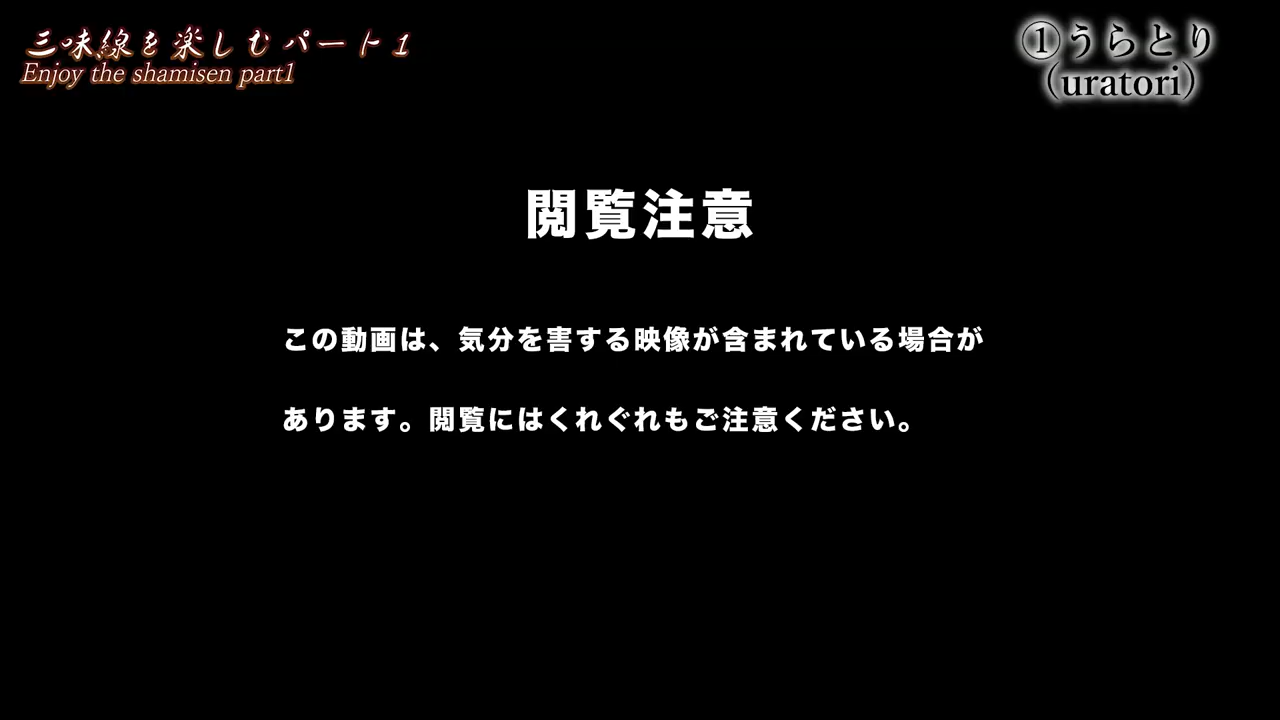 三味線を楽しむパート1
Enjoy the shamisen part1
①うらとり
(uratori)
閲覧注意
この動画は、気分を害する映像が含まれている場合が
あります。閲覧にはくれぐれもご注意ください。